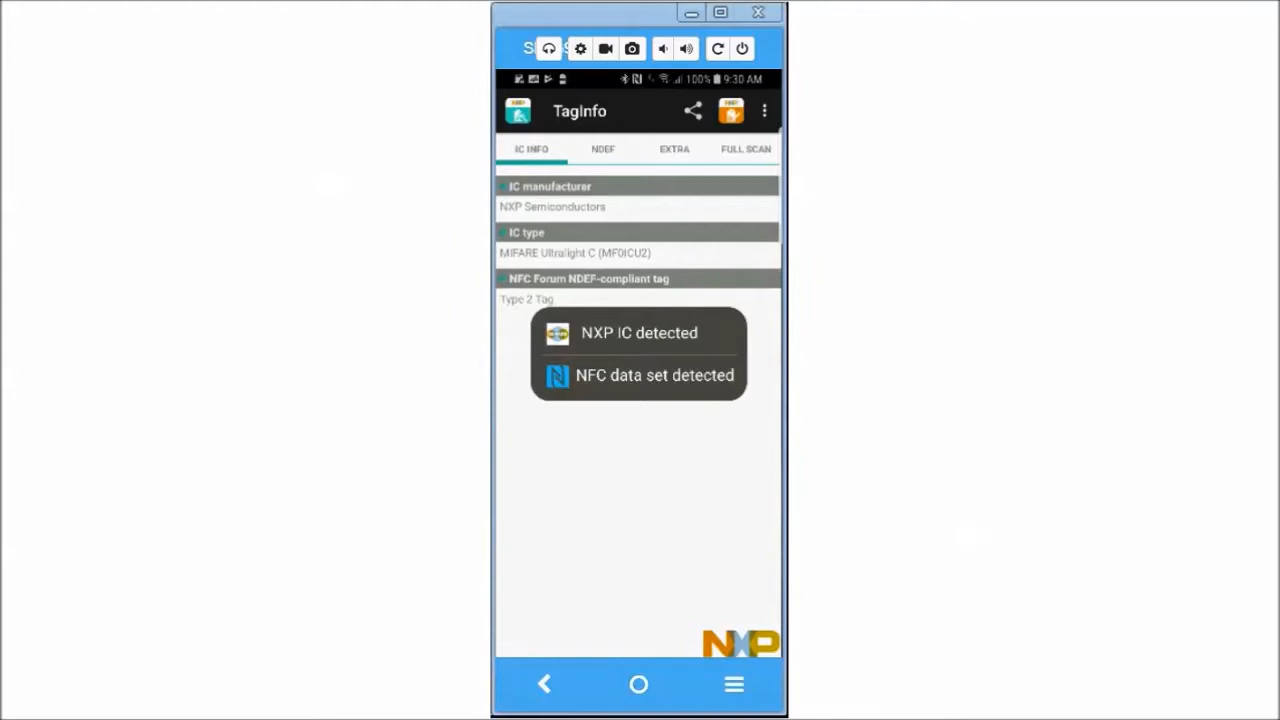 100% 9:30 AM
TagInfo
IC INFO NDEF EXTRA FULL SCAN
IC manufacturer
NXP Semiconductors
IC type
MIFARE Ultralight C (MF0ICU2)
NFC Forum NDEF-compliant tag
Type 2 Tag
NXP IC detected
NFC data set detected
NXP